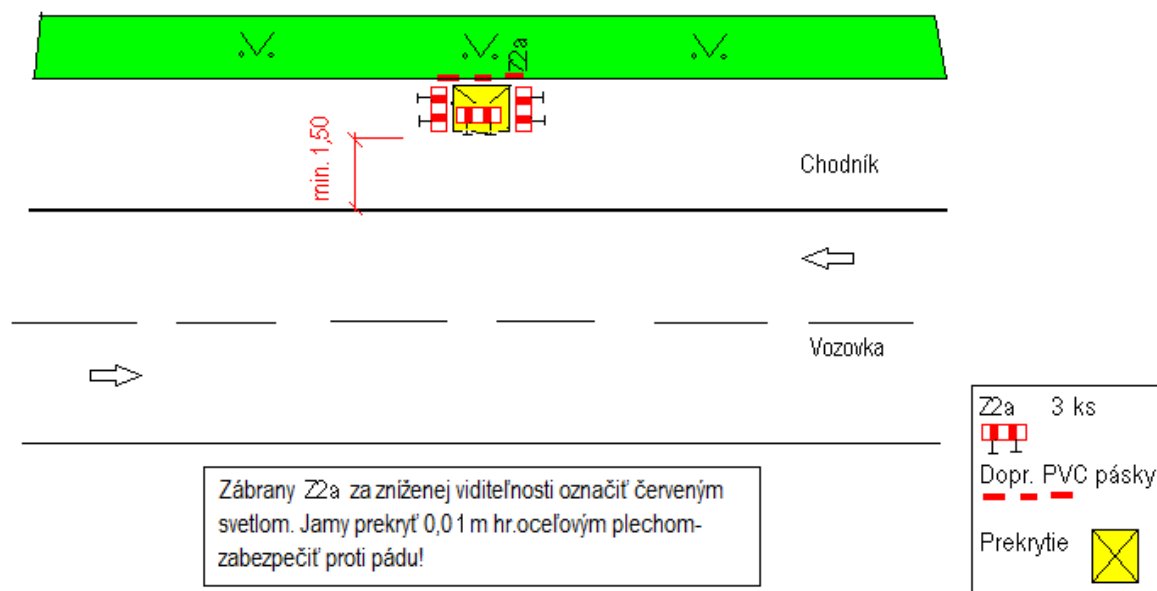 Z2a
min. 1,50
Chodník
Vozovka
Z2a 3 ks
Dopr. PVC pásky
Prekrytie
Zábrany Z2a za zníženej viditeľnosti označiť červeným
svetlom. Jamy prekryť 0,01 m hr.oceľovým plechom-
zabezpečiť proti pádu!